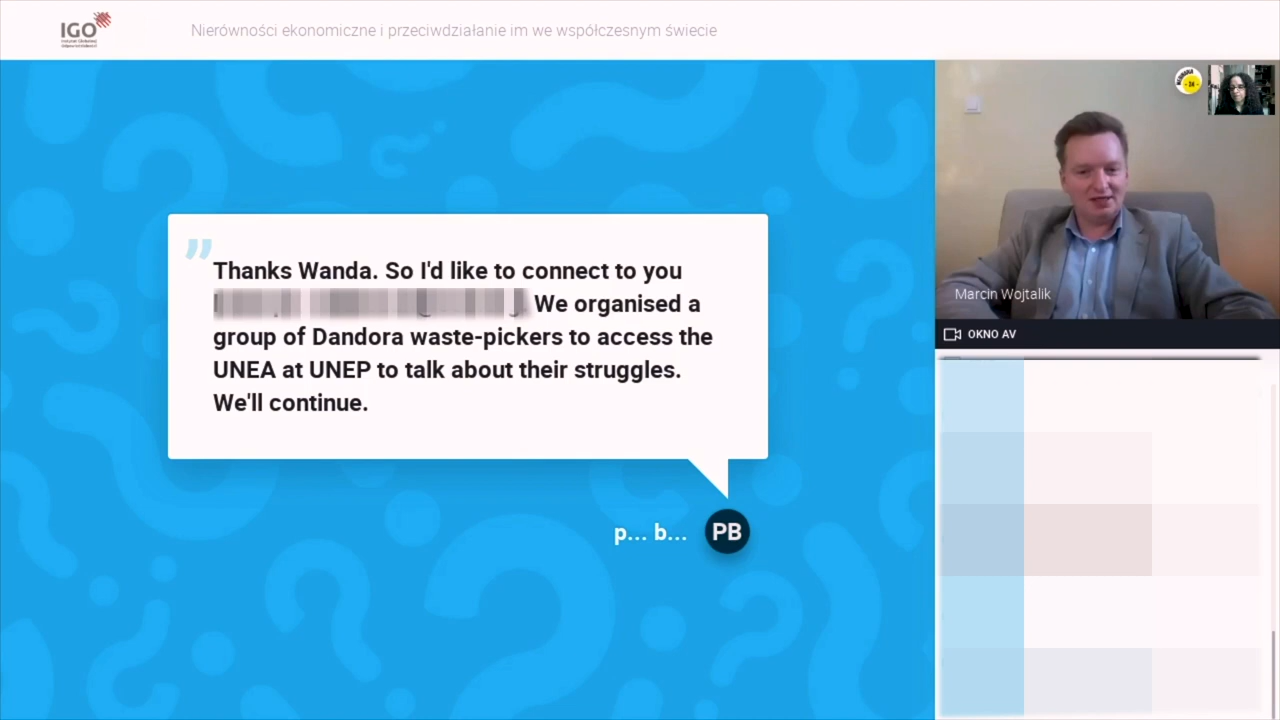 IGO
Nierówności ekonomiczne i przeciwdziałanie im we współczesnym świecie
Thanks Wanda. So I'd like to connect to you
We organised a
group of Dandora waste-pickers to access the
UNEA at UNEP to talk about their struggles.
We'll continue.
p... b...
PB
Marcin Wojtalik
OKNO AV